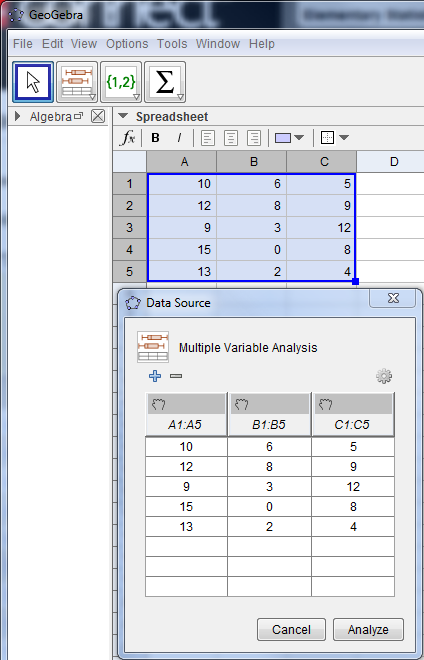 GeoGebra
File Edit View Options Tools Window Help
{1,2} Σ
Algebra Spreadsheet
fx B I
A B C D
1 10 6 5
2 12 8 9
3 9 3 12
4 15 0 8
5 13 2 4
Data Source
Multiple Variable Analysis
A1:A5 B1:B5 C1:C5
10 6 5
12 8 9
9 3 12
15 0 8
13 2 4
Cancel Analyze